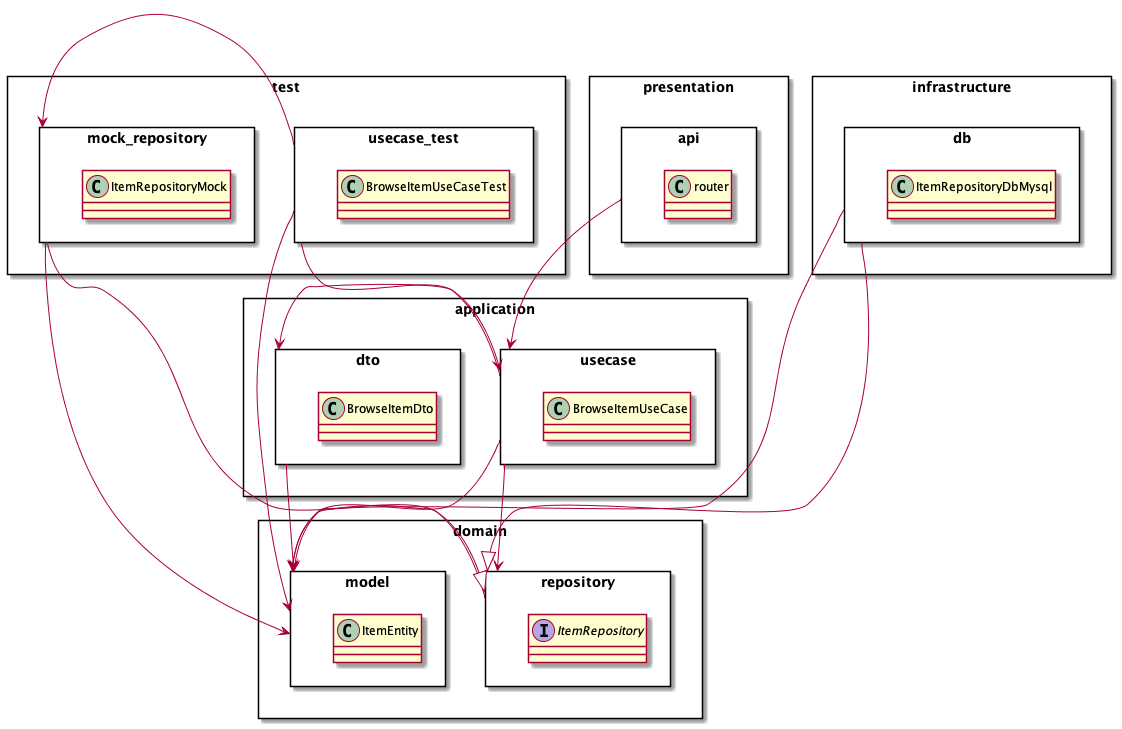 test
presentation
infrastructure
mock_repository
usecase_test
api
db
C ItemRepositoryMock
C BrowseItemUseCaseTest
C router
C ItemRepositoryDbMysql
application
dto
usecase
C BrowseItemDto
C BrowseItemUseCase
domain
model
repository
C ItemEntity
I ItemRepository